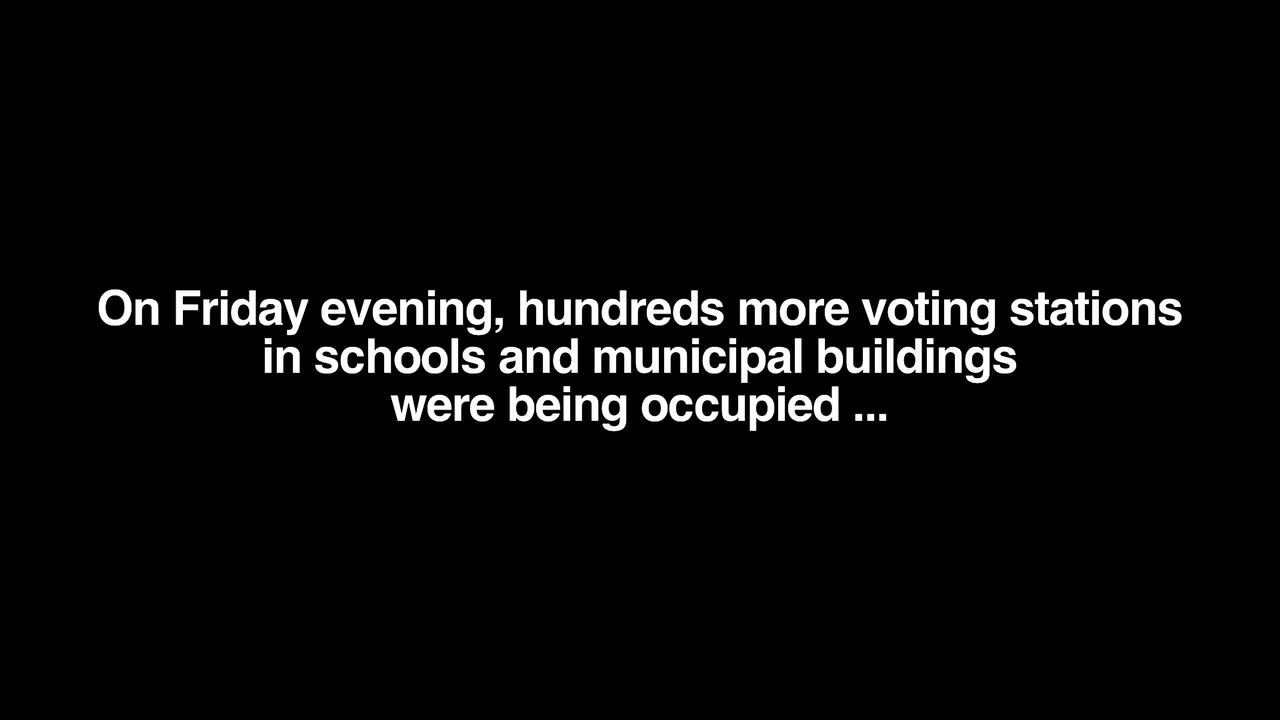 On Friday evening, hundreds more voting stations
in schools and municipal buildings
were being occupied ...